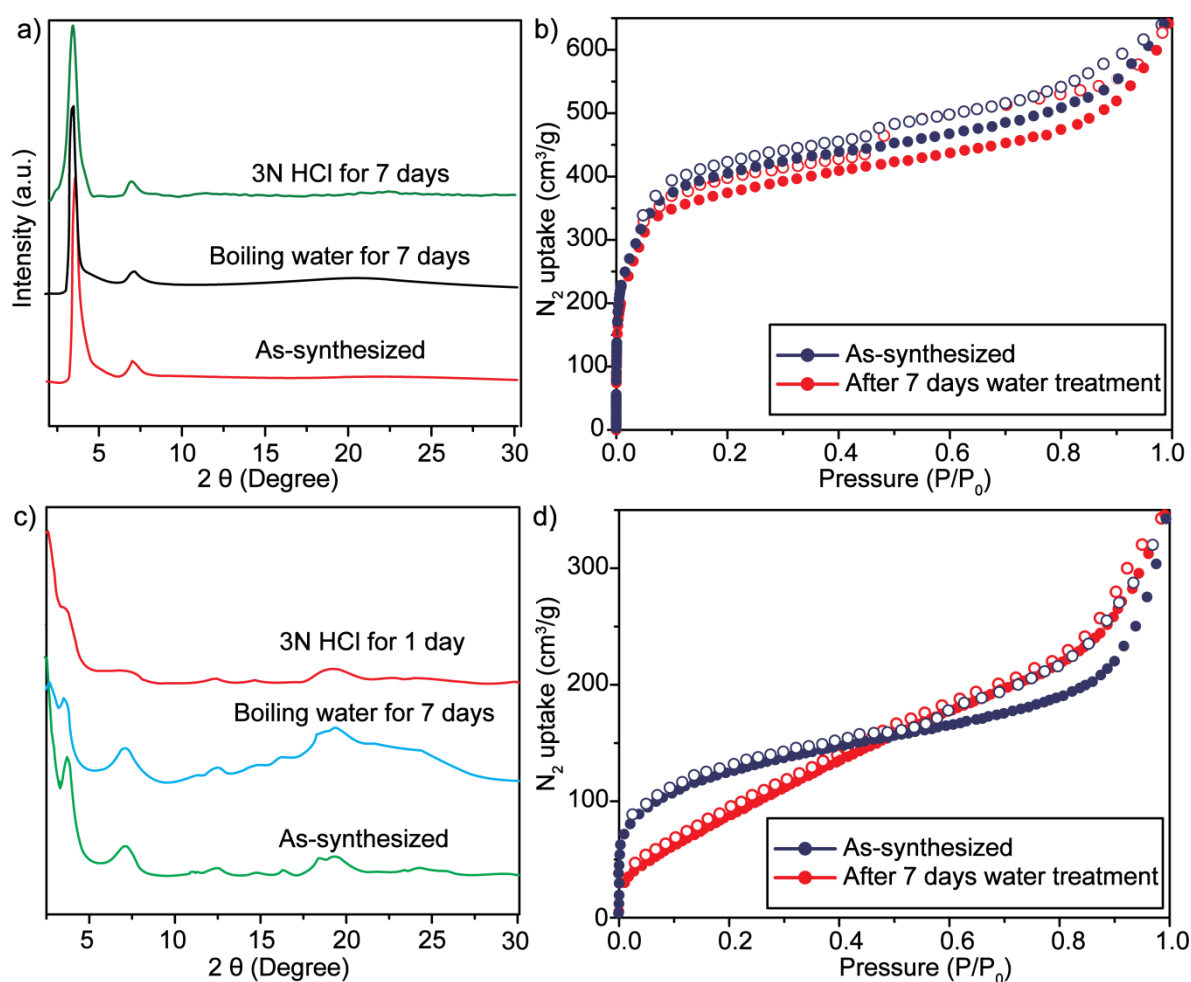 a)
Intensity (a.u.)
3N HCl for 7 days
Boiling water for 7 days
As-synthesized
5 10 15 20 25 30
2 θ (Degree)
b)
N2 uptake (cm3/g)
600
500
400
300
200
100
0
As-synthesized
After 7 days water treatment
0.0 0.2 0.4 0.6 0.8 1.0
Pressure (P/P0)
c)
3N HCl for 1 day
Boiling water for 7 days
As-synthesized
5 10 15 20 25 30
2 θ (Degree)
d)
N2 uptake (cm3/g)
300
200
100
0
As-synthesized
After 7 days water treatment
0.0 0.2 0.4 0.6 0.8 1.0
Pressure (P/P0)